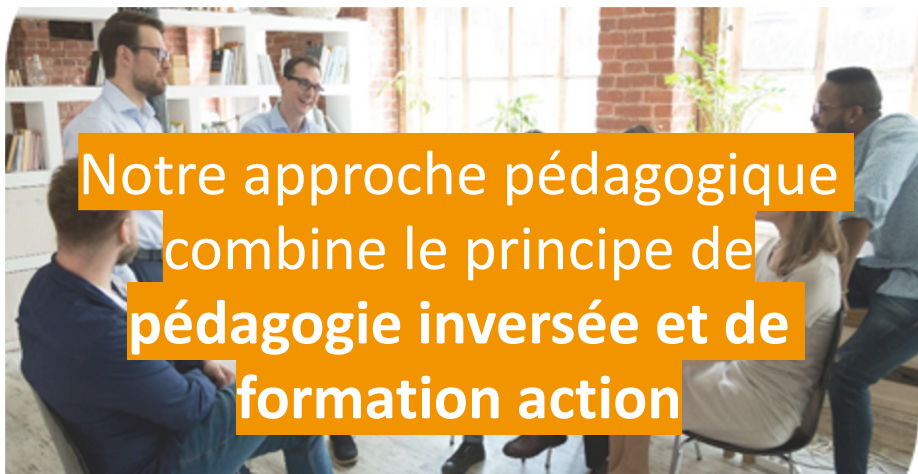 Notre approche pédagogique
combine le principe de
pédagogie inversée et de
formation action